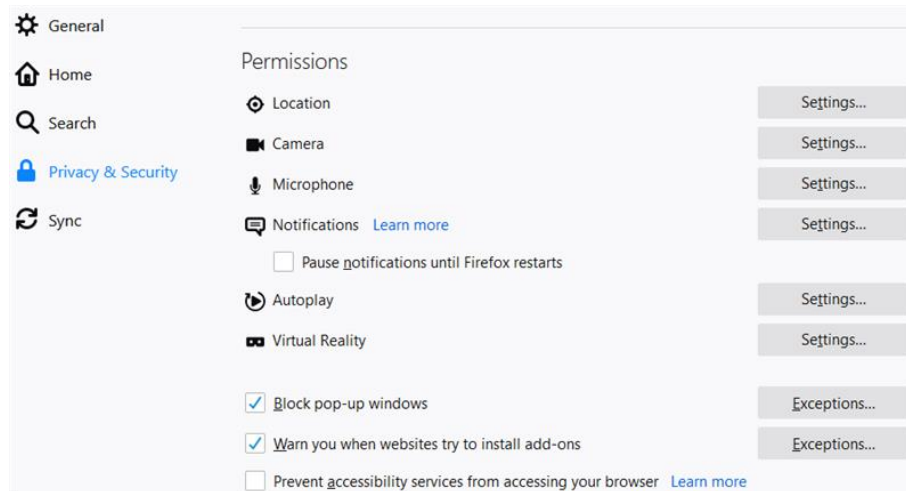 General
Home
Search
Privacy & Security
Sync
Permissions
Location Settings...
Camera Settings...
Microphone Settings...
Notifications Learn more Settings...
Pause notifications until Firefox restarts
Autoplay Settings...
Virtual Reality Settings...
Block pop-up windows Exceptions...
Warn you when websites try to install add-ons Exceptions...
Prevent accessibility services from accessing your browser Learn more